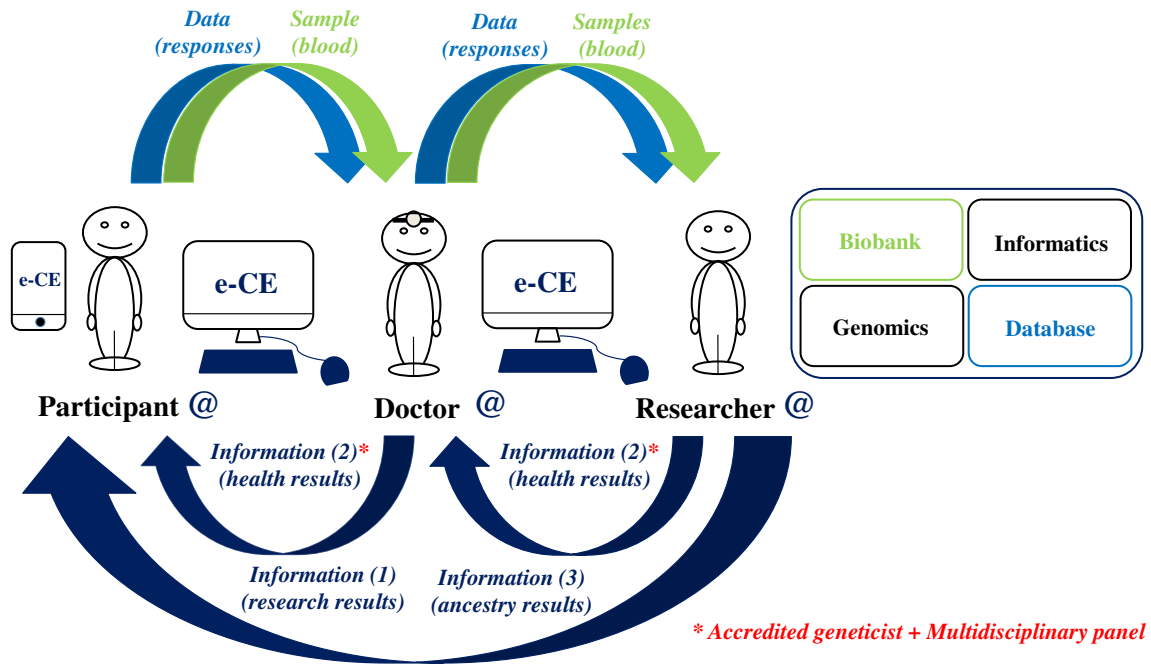 Data
(responses)
Sample
(blood)
Data
(responses)
Samples
(blood)
e-CE
e-CE
e-CE
Biobank
Informatics
Genomics
Database
Participant @
Doctor @
Researcher @
Information (2)*
(health results)
Information (2)*
(health results)
Information (1)
(research results)
Information (3)
(ancestry results)
* Accredited geneticist + Multidisciplinary panel